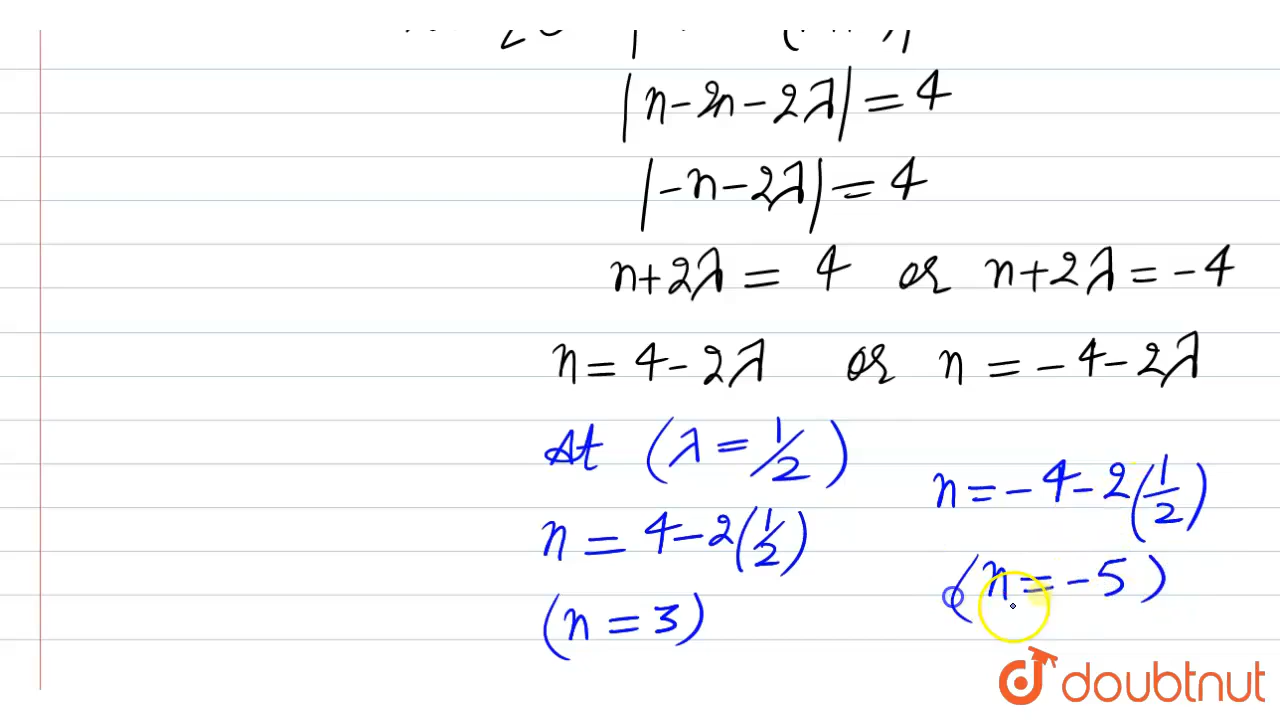 |n-2n-2λ|=4
|-n-2λ|=4
n+2λ = 4 or n+2λ=-4
n=4-2λ or n=-4-2λ
At (λ=1/2)
n=4-2(1/2)
(n=3)
n=-4-2(1/2)
(n=-5)
doubtnut